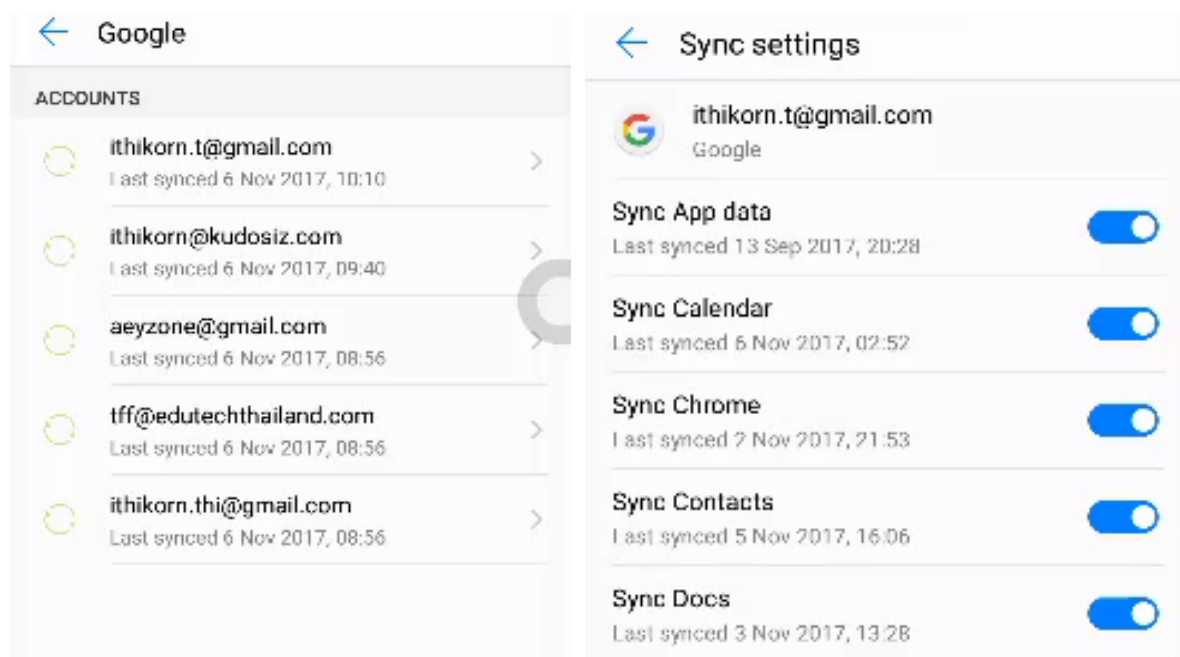 Google
ACCOUNTS
ithikorn.t@gmail.com
Last synced 6 Nov 2017, 10:10
ithikorn@kudosiz.com
Last synced 6 Nov 2017, 09:40
aeyzone@gmail.com
Last synced 6 Nov 2017, 08:56
tff@edutechthailand.com
Last synced 6 Nov 2017, 08:56
ithikorn.thi@gmail.com
Last synced 6 Nov 2017, 08:56
Sync settings
ithikorn.t@gmail.com
Google
Sync App data
Last synced 13 Sep 2017, 20:28
Sync Calendar
Last synced 6 Nov 2017, 02:52
Sync Chrome
Last synced 2 Nov 2017, 21:53
Sync Contacts
Last synced 5 Nov 2017, 16:06
Sync Docs
Last synced 3 Nov 2017, 13:28